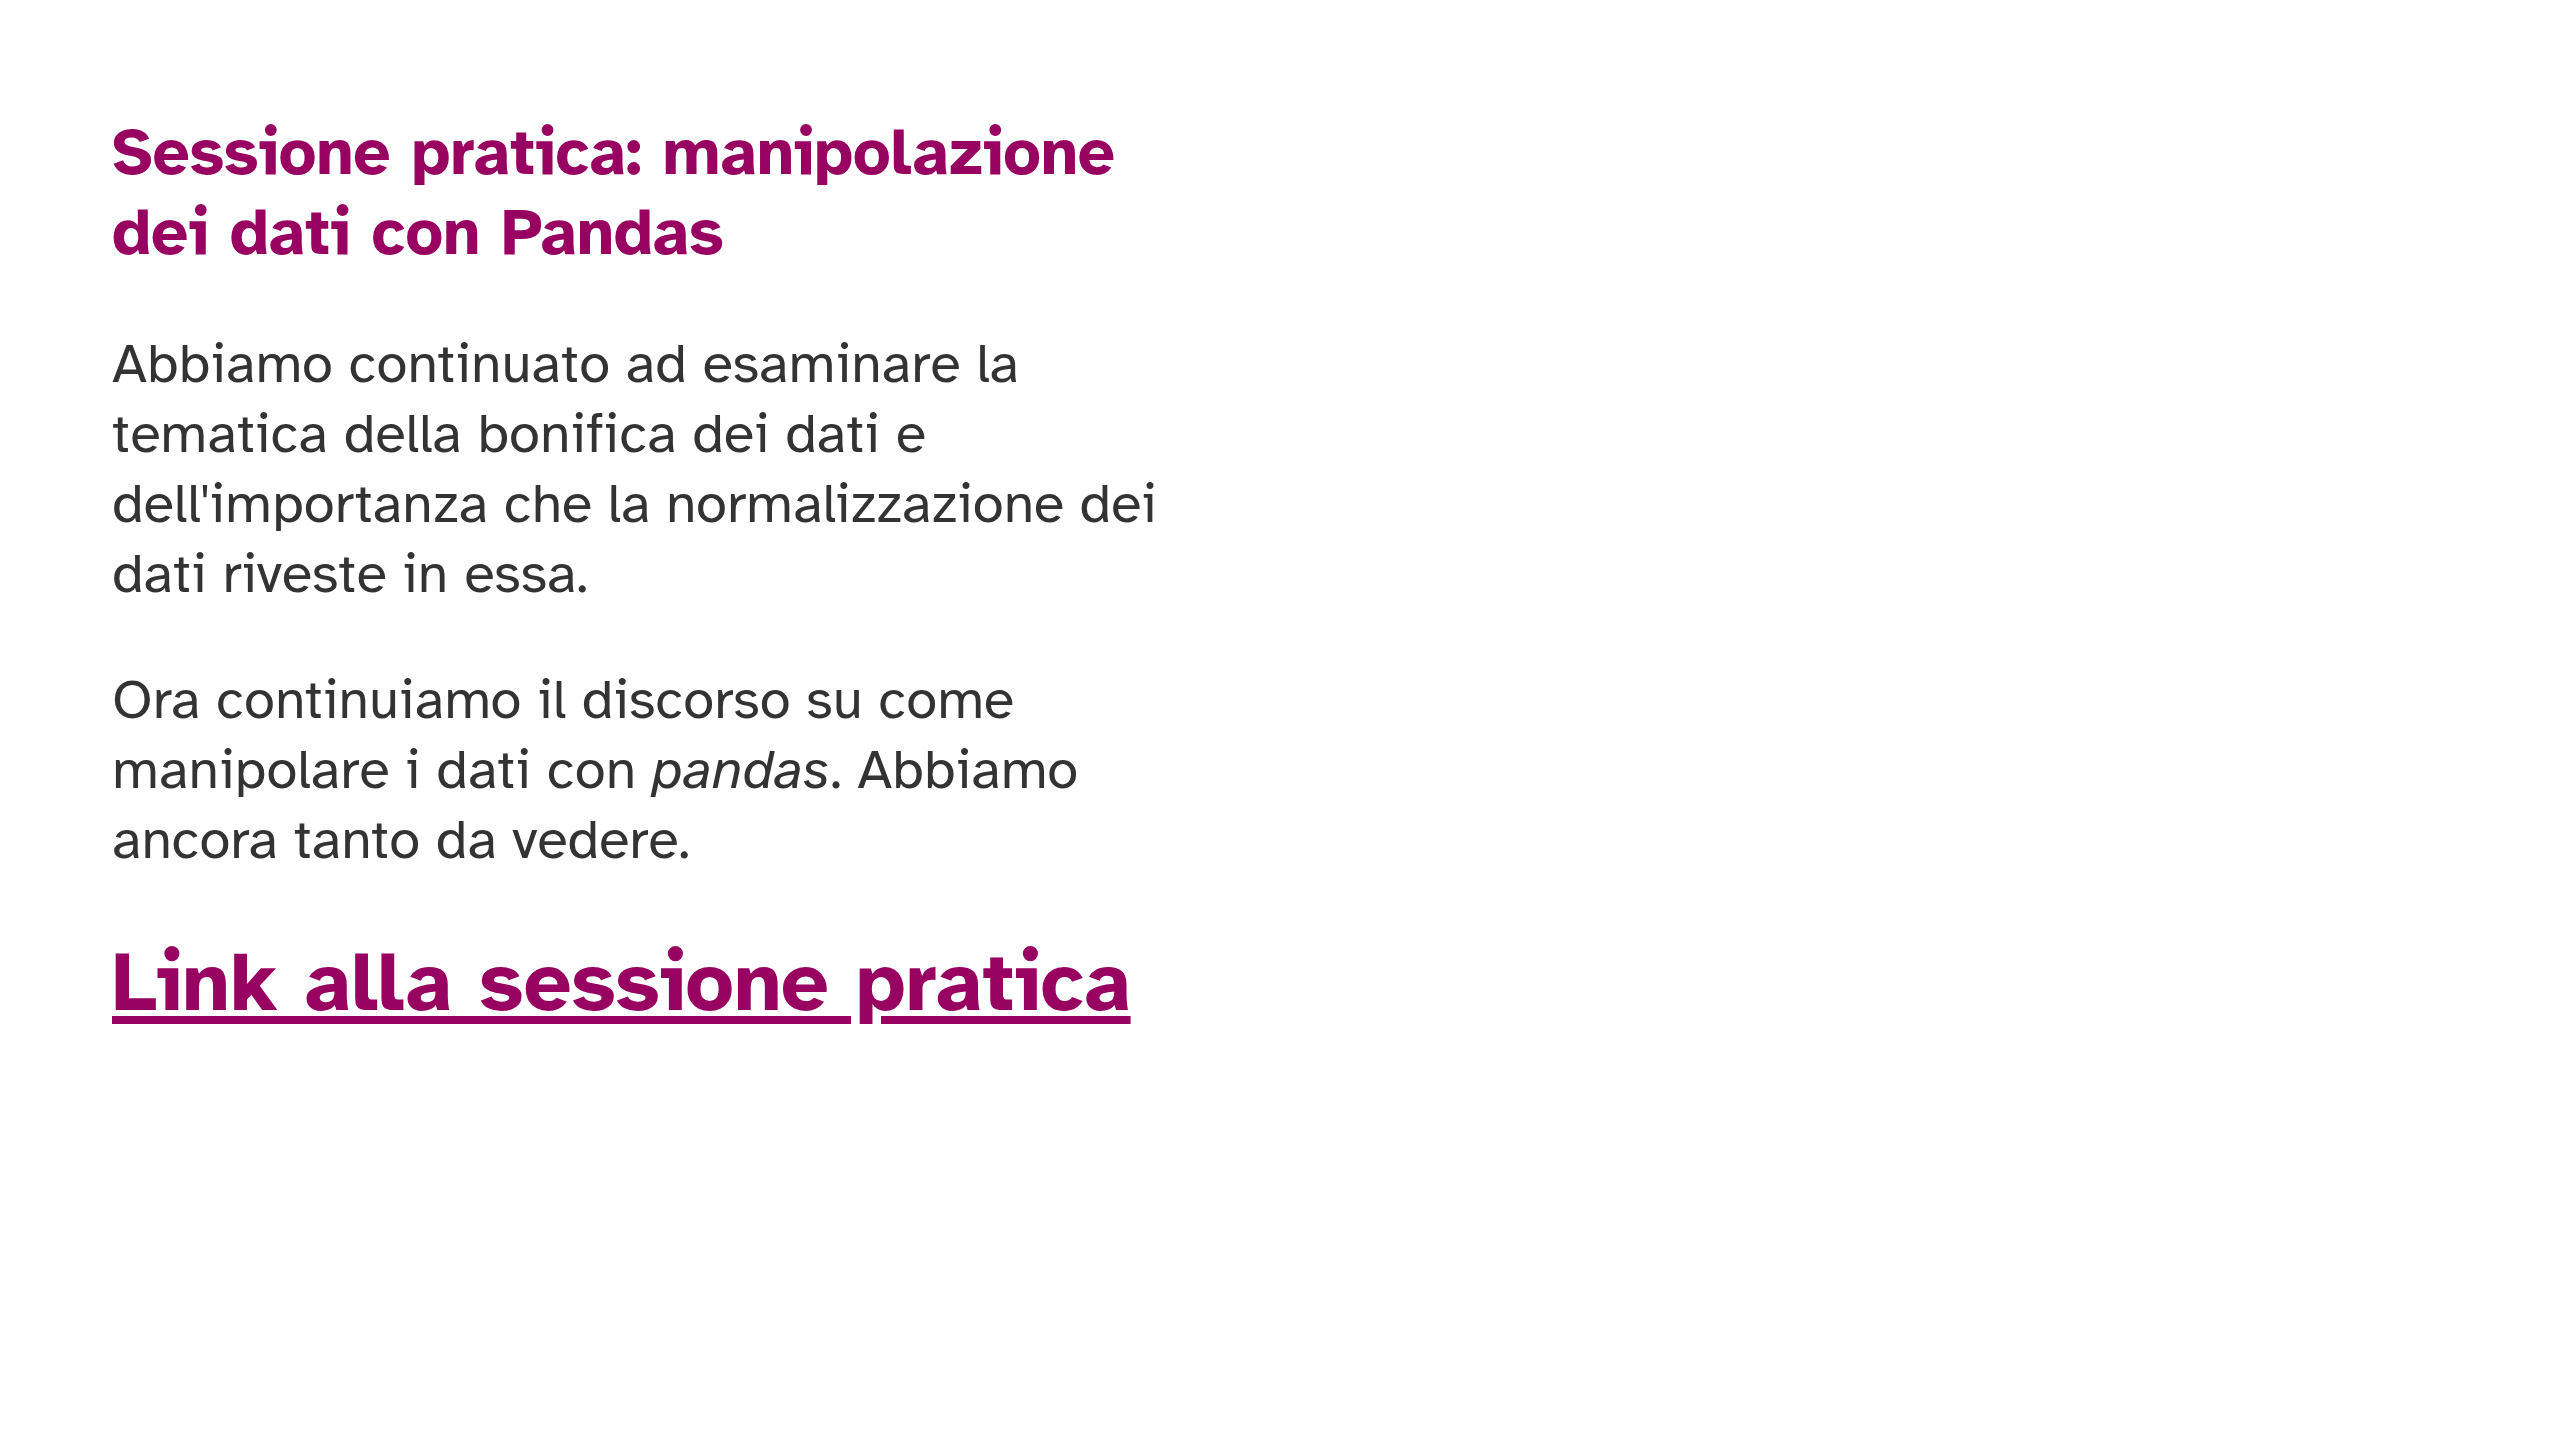 Sessione pratica: manipolazione
dei dati con Pandas
Abbiamo continuato ad esaminare la
tematica della bonifica dei dati e
dell'importanza che la normalizzazione dei
dati riveste in essa.
Ora continuiamo il discorso su come
manipolare i dati con pandas. Abbiamo
ancora tanto da vedere.
Link alla sessione pratica